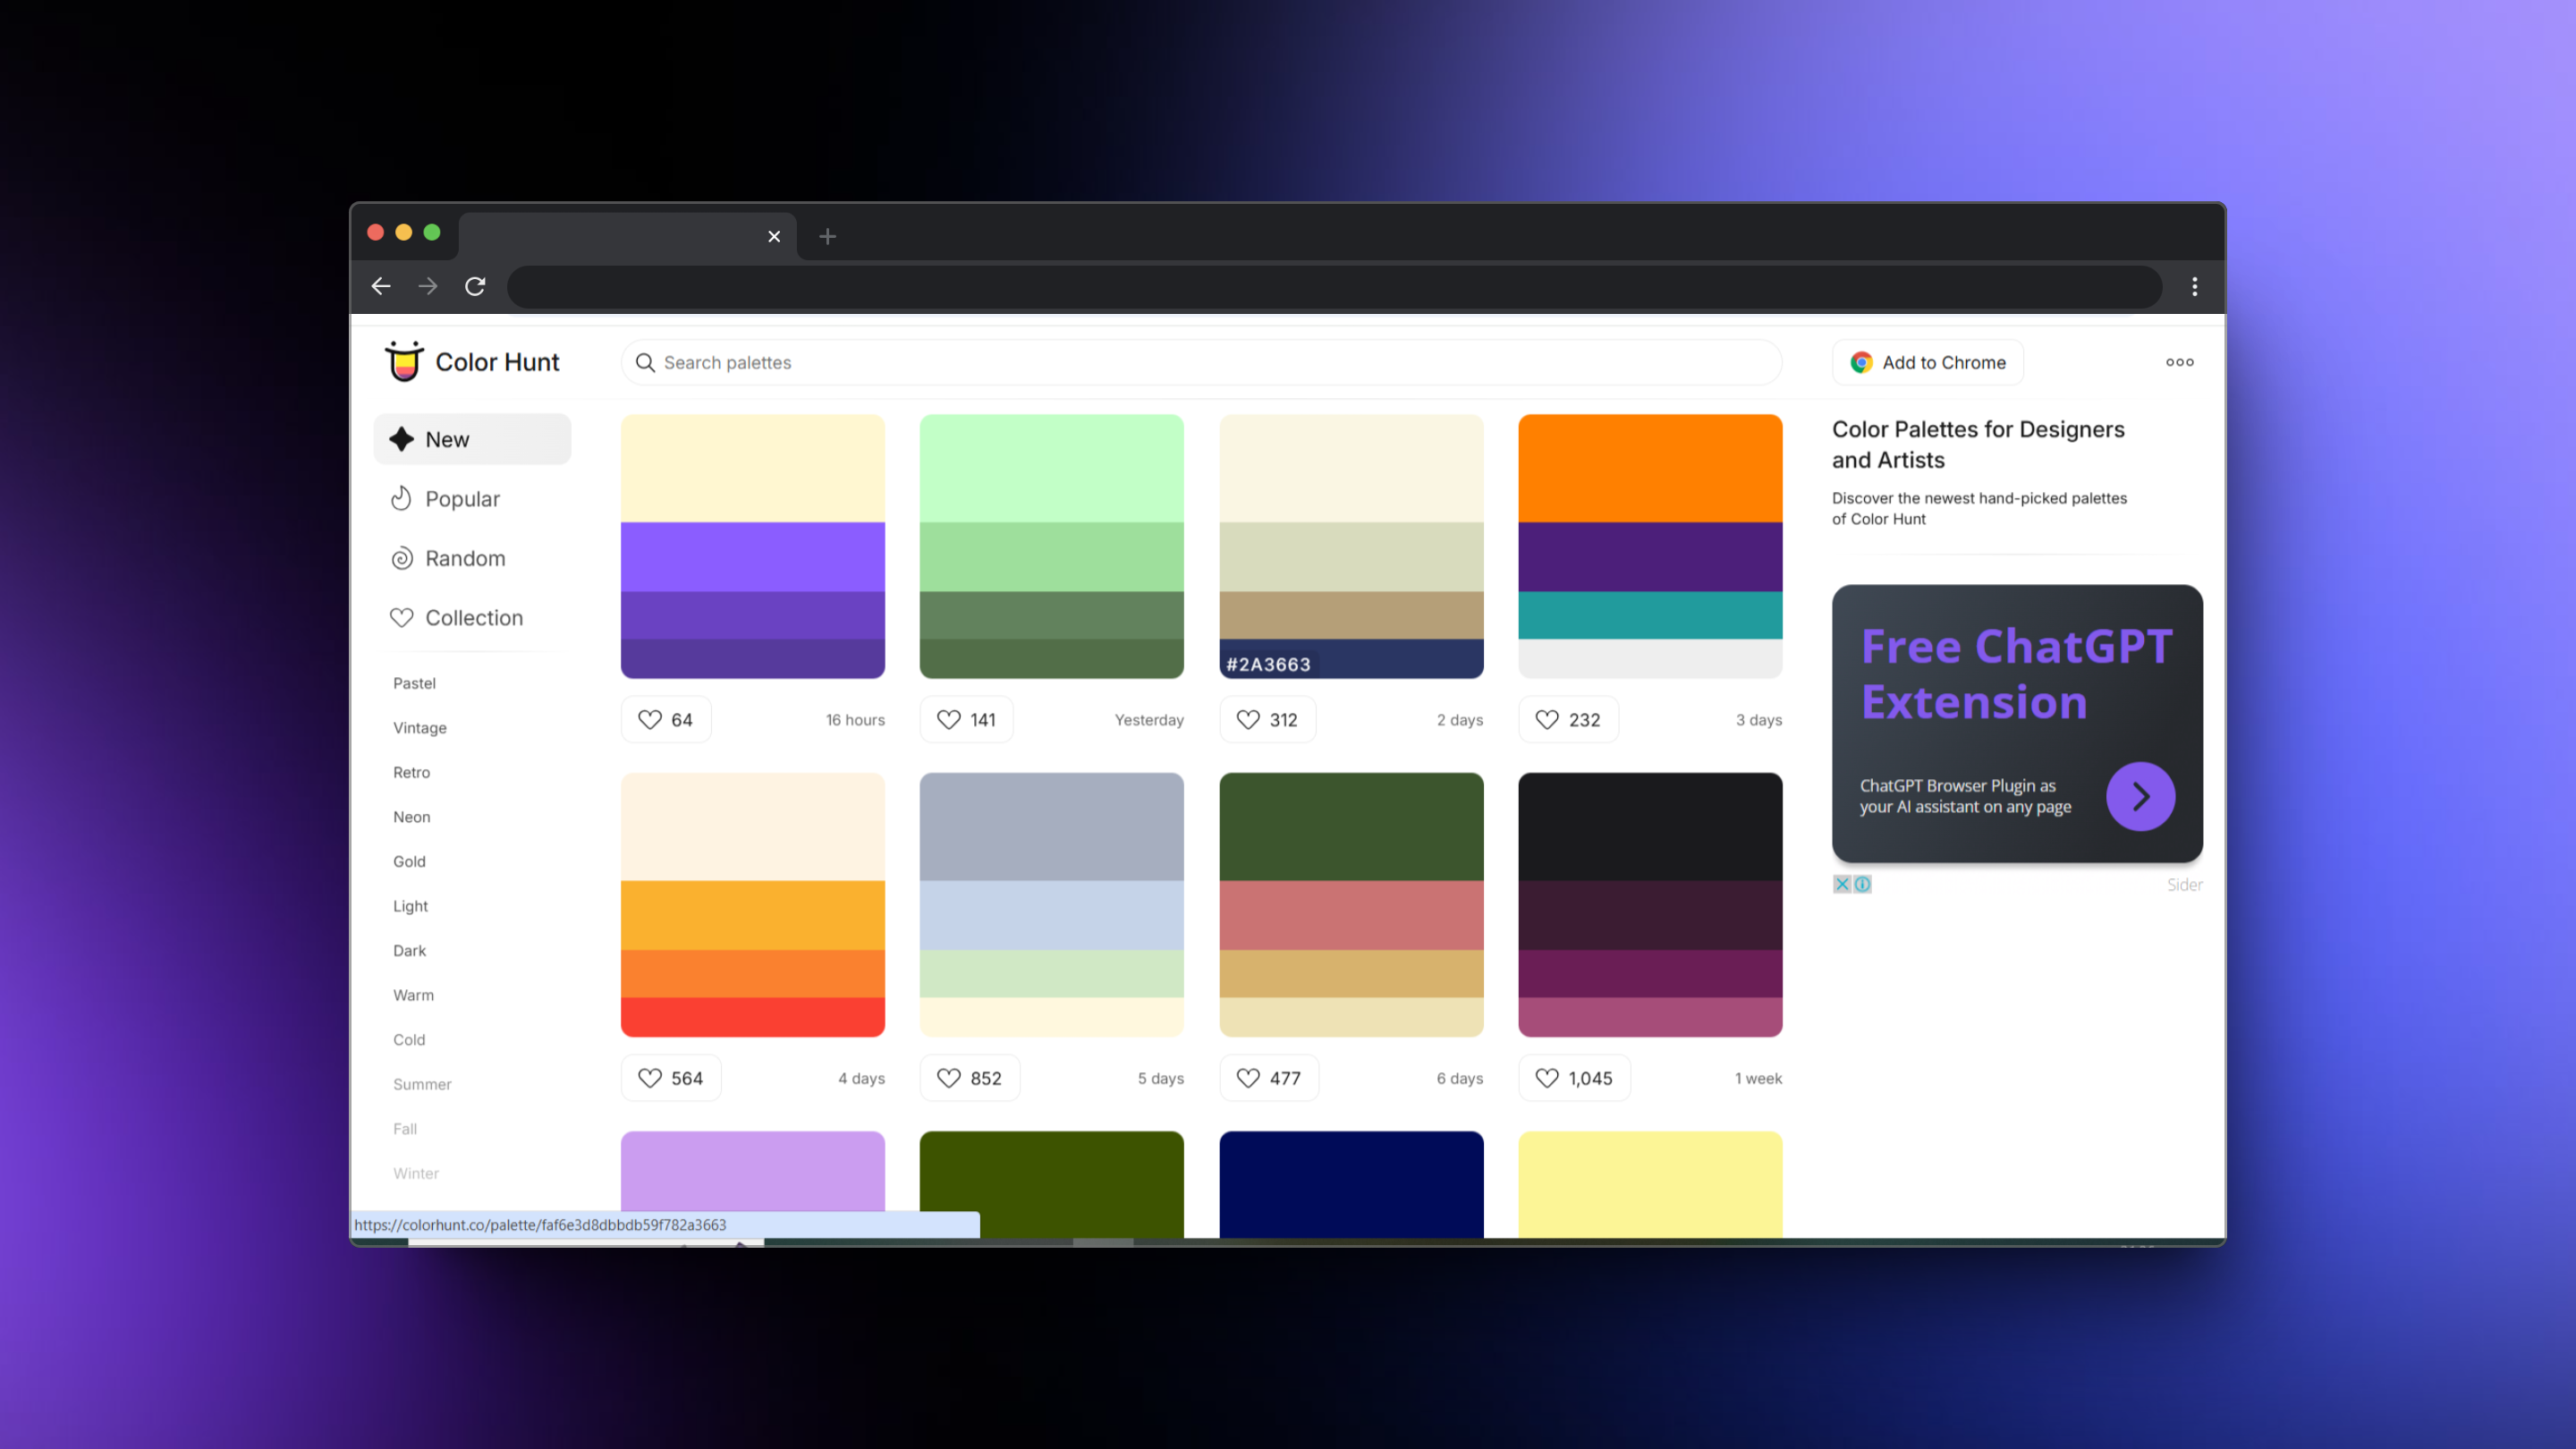 Color Hunt
Search palettes
Add to Chrome
New
Popular
Random
Collection
Pastel
Vintage
Retro
Neon
Gold
Light
Dark
Warm
Cold
Summer
Fall
Winter
#2A3663
64
16 hours
141
Yesterday
312
2 days
232
3 days
564
4 days
852
5 days
477
6 days
1,045
1 week
Color Palettes for Designers
and Artists
Discover the newest hand-picked palettes
of Color Hunt
Free ChatGPT
Extension
ChatGPT Browser Plugin as
your AI assistant on any page
Sider
https://colorhunt.co/palette/faf6e3d8dbbdb59f782a3663